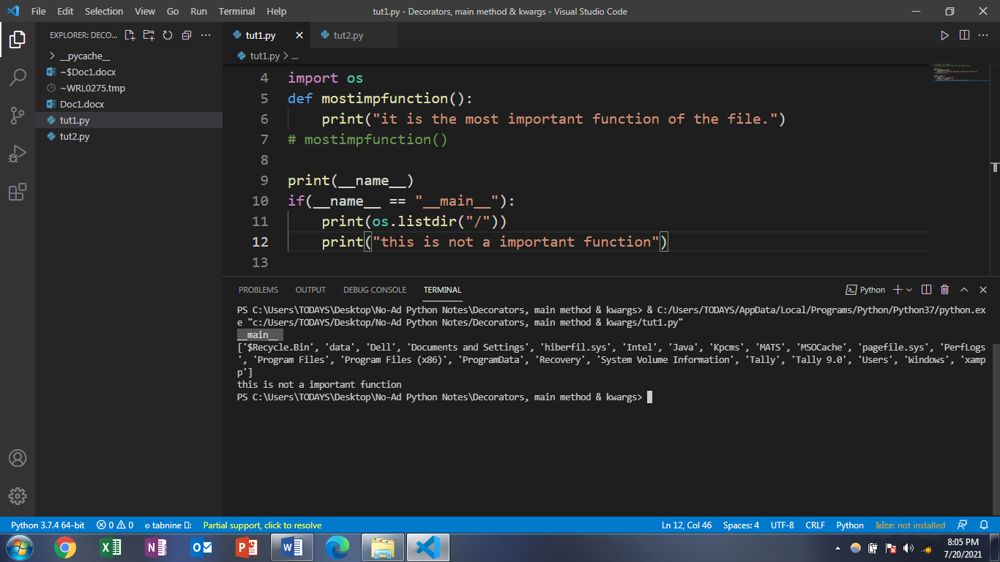 File Edit Selection View Go Run Terminal Help tut1.py - Decorators, main method & kwargs - Visual Studio Code
EXPLORER: DECO... tut1.py tut2.py
tut1.py > ...
__pycache__
~$Doc1.docx
~WRL0275.tmp
Doc1.docx
tut1.py
tut2.py
4 import os
5 def mostimpfunction():
6 print("it is the most important function of the file.")
7 # mostimpfunction()
8
9 print(__name__)
10 if(__name__ == "__main__"):
11 print(os.listdir("/"))
12 print("this is not a important function")
13
PROBLEMS OUTPUT DEBUG CONSOLE TERMINAL Python
PS C:\Users\TODAYS\Desktop\No-Ad Python Notes\Decorators, main method & kwargs> & C:/Users/TODAYS/AppData/Local/Programs/Python/Python37/python.ex
e "c:/Users/TODAYS/Desktop/No-Ad Python Notes/Decorators, main method & kwargs/tut1.py"
__main__
['$Recycle.Bin', 'data', 'Dell', 'Documents and Settings', 'hiberfil.sys', 'Intel', 'Java', 'Kpcms', 'MATS', 'MSOCache', 'pagefile.sys', 'PerfLogs
', 'Program Files', 'Program Files (x86)', 'ProgramData', 'Recovery', 'System Volume Information', 'Tally', 'Tally 9.0', 'Users', 'Windows', 'xamp
p']
this is not a important function
PS C:\Users\TODAYS\Desktop\No-Ad Python Notes\Decorators, main method & kwargs>
Python 3.7.4 64-bit 0 0 tabnine Partial support, click to resolve Ln 12, Col 46 Spaces: 4 UTF-8 CRLF Python kite: not installed
8:05 PM
7/20/2021